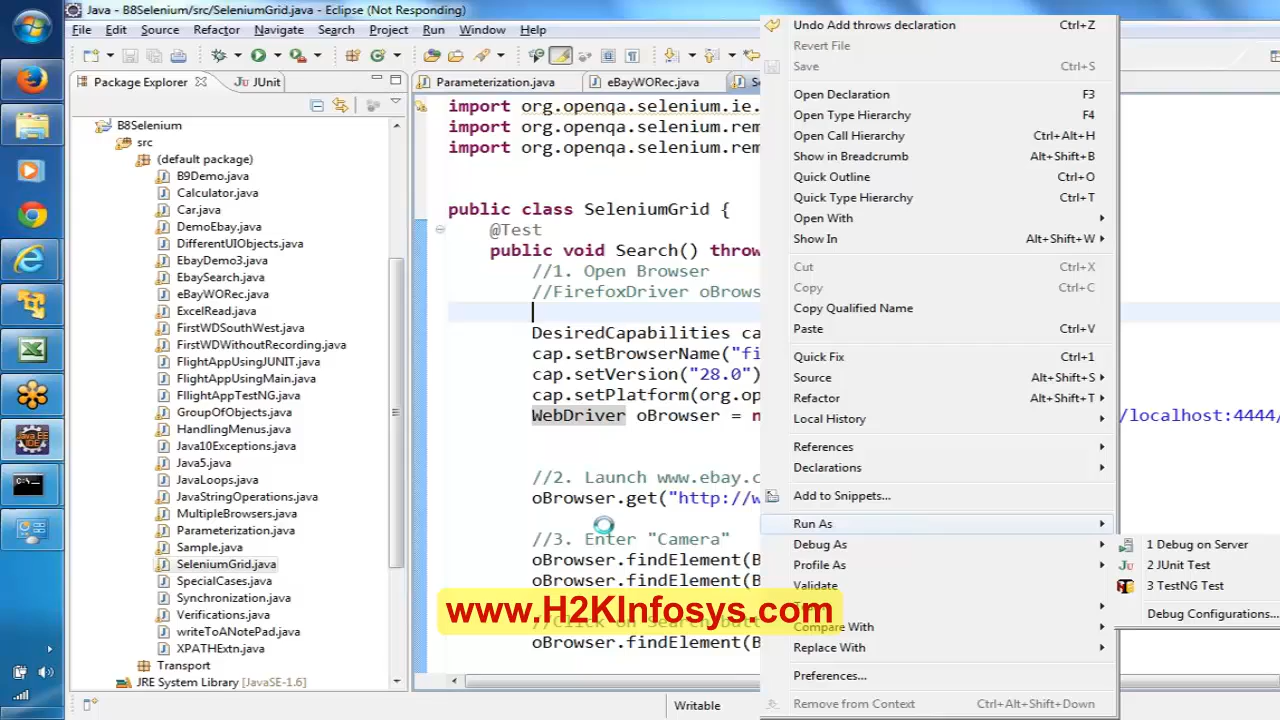 Java - B8Selenium/src/SeleniumGrid.java - Eclipse (Not Responding)
File Edit Source Refactor Navigate Search Project Run Window Help
Package Explorer JUnit
B8Selenium
src
(default package)
B9Demo.java
Calculator.java
Car.java
DemoEbay.java
DifferentUIObjects.java
EbayDemo3.java
EbaySearch.java
eBayWORec.java
ExcelRead.java
FirstWDSouthWest.java
FirstWDWithoutRecording.java
FlightAppUsingJUNIT.java
FlightAppUsingMain.java
FllightAppTestNG.java
GroupOfObjects.java
HandlingMenus.java
Java10Exceptions.java
Java5.java
JavaLoops.java
JavaStringOperations.java
MultipleBrowsers.java
Parameterization.java
Sample.java
SeleniumGrid.java
SpecialCases.java
Synchronization.java
Verifications.java
writeToANotePad.java
XPATHExtn.java
Transport
JRE System Library [JavaSE-1.6]
Parameterization.java eBayWORec.java
import org.openqa.selenium.ie.
import org.openqa.selenium.rem
import org.openqa.selenium.rem
public class SeleniumGrid {
@Test
public void Search() throw
//1. Open Browser
//FirefoxDriver oBrows
DesiredCapabilities ca
cap.setBrowserName("fi
cap.setVersion("28.0")
cap.setPlatform(org.op
WebDriver oBrowser = n /localhost:4444/
//2. Launch www.ebay.c
oBrowser.get("http://w
//3. Enter "Camera"
oBrowser.findElement(B
oBrowser.findElement(B
oBrowser.findElement(B
www.H2KInfosys.com
Writable
Undo Add throws declaration Ctrl+Z
Revert File
Save Ctrl+S
Open Declaration F3
Open Type Hierarchy F4
Open Call Hierarchy Ctrl+Alt+H
Show in Breadcrumb Alt+Shift+B
Quick Outline Ctrl+O
Quick Type Hierarchy Ctrl+T
Open With
Show In Alt+Shift+W
Cut Ctrl+X
Copy Ctrl+C
Copy Qualified Name
Paste Ctrl+V
Quick Fix Ctrl+1
Source Alt+Shift+S
Refactor Alt+Shift+T
Local History
References
Declarations
Add to Snippets...
Run As
Debug As
Profile As
Validate
Compare With
Replace With
Preferences...
Remove from Context Ctrl+Alt+Shift+Down
1 Debug on Server
2 JUnit Test
3 TestNG Test
Debug Configurations...